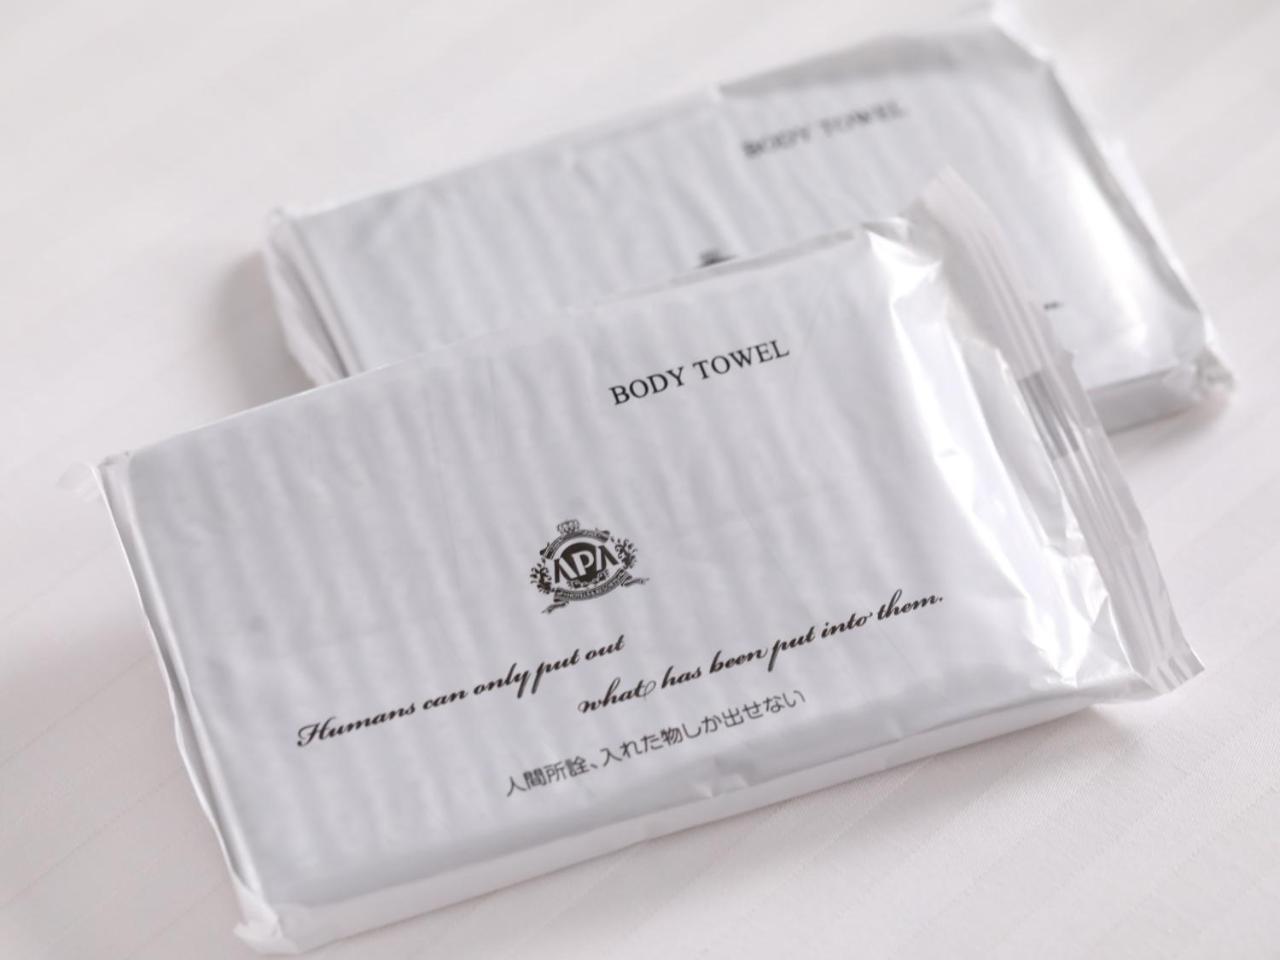 BODY TOWEL
BODY TOWEL
APA
Humans can only put out
what has been put into them.
人間所詮、入れた物しか出せない